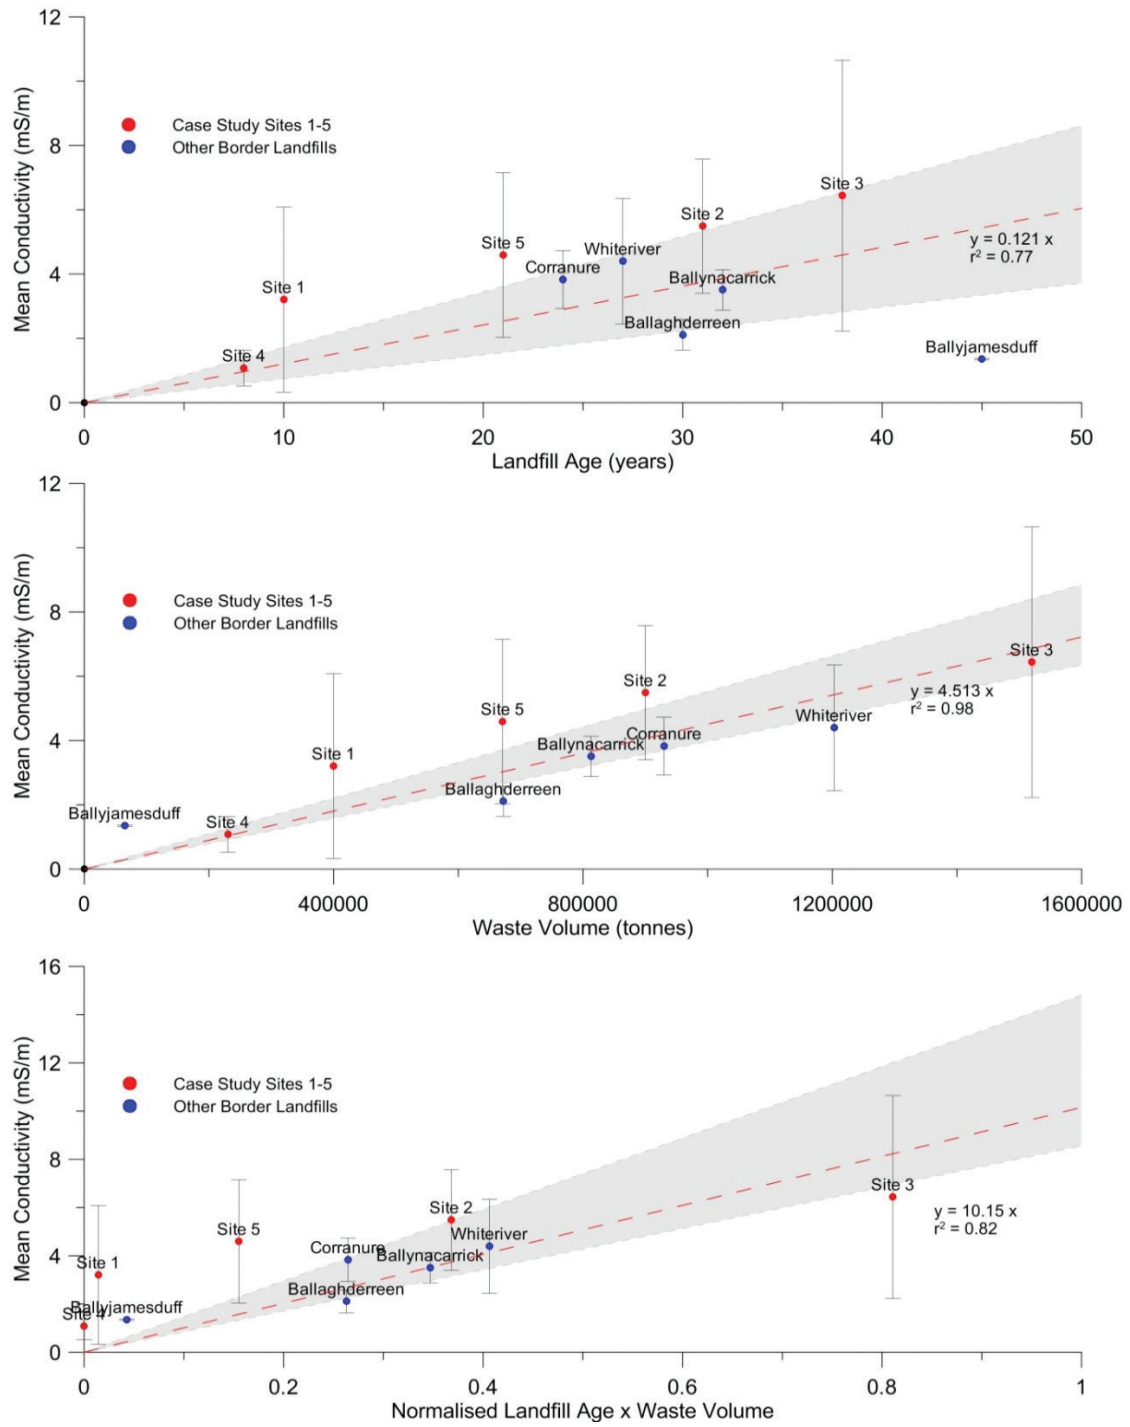 12
8
4
0
Mean Conductivity (mS/m)
Case Study Sites 1-5
Other Border Landfills
Site 4
Site 1
Site 5
Corranure
Whiteriver
Site 2
Ballynacarrick
Ballaghderreen
Site 3
Ballyjamesduff
y = 0.121 x
r² = 0.77
0 10 20 30 40 50
Landfill Age (years)
12
8
4
0
Mean Conductivity (mS/m)
Case Study Sites 1-5
Other Border Landfills
Ballyjamesduff
Site 4
Site 1
Site 5
Ballaghderreen
Ballynacarrick
Site 2
Corranure
Whiteriver
Site 3
y = 4.513 x
r² = 0.98
0 400000 800000 1200000 1600000
Waste Volume (tonnes)
16
12
8
4
0
Mean Conductivity (mS/m)
Case Study Sites 1-5
Other Border Landfills
Site 1
Site 4
Ballyjamesduff
Site 5
Corranure
Ballaghderreen
Site 2
Ballynacarrick
Whiteriver
Site 3
y = 10.15 x
r² = 0.82
0 0.2 0.4 0.6 0.8 1
Normalised Landfill Age x Waste Volume